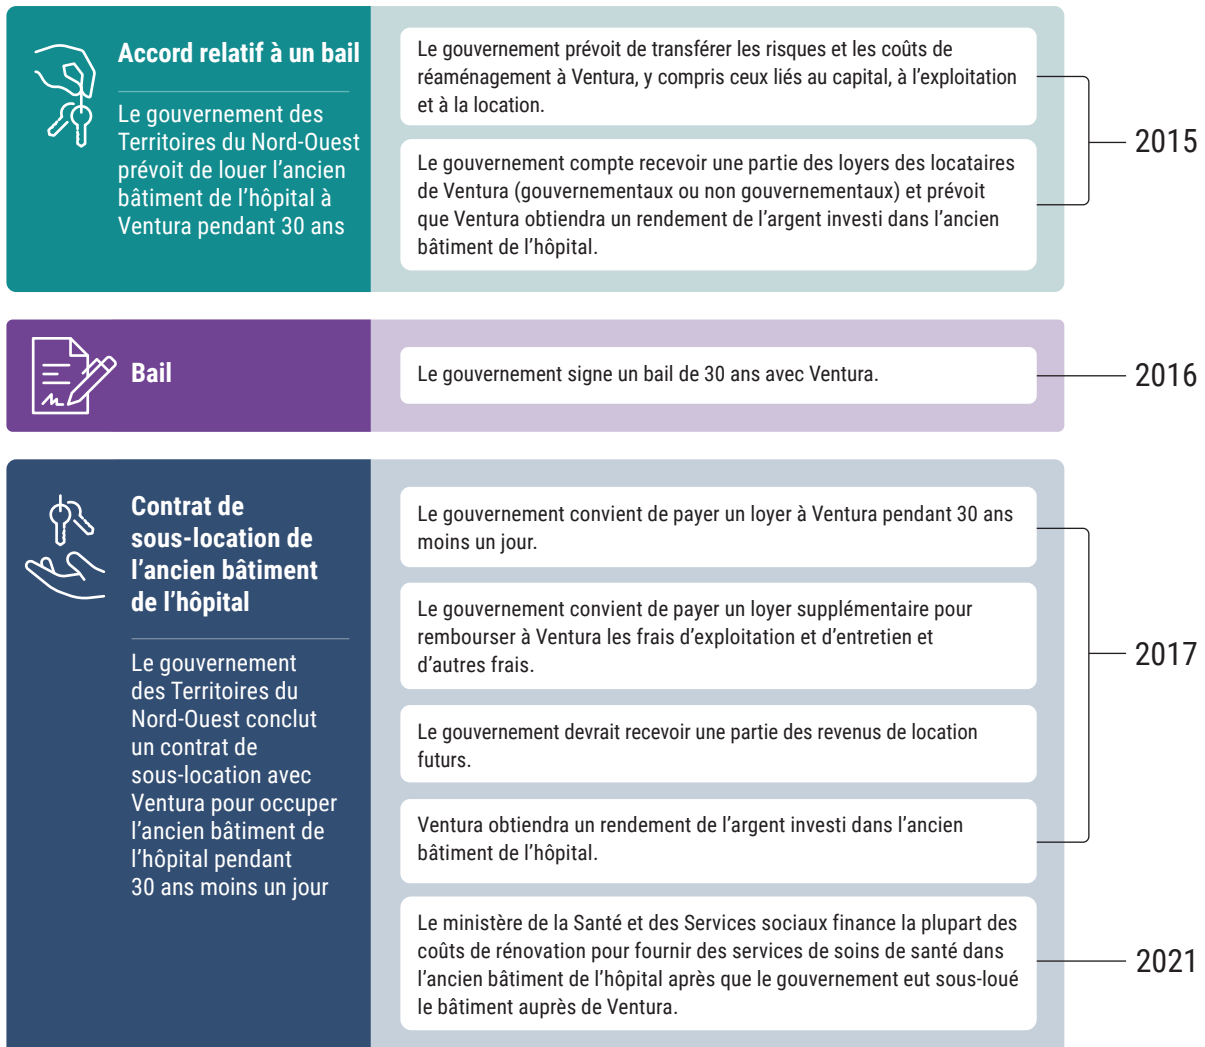 Accord relatif à un bail
Le gouvernement des
Territoires du Nord-Ouest
prévoit de louer l'ancien
bâtiment de l'hôpital à
Ventura pendant 30 ans
Le gouvernement prévoit de transférer les risques et les coûts de
réaménagement à Ventura, y compris ceux liés au capital, à l'exploitation
et à la location.
Le gouvernement compte recevoir une partie des loyers des locataires
de Ventura (gouvernementaux ou non gouvernementaux) et prévoit
que Ventura obtiendra un rendement de l'argent investi dans l'ancien
bâtiment de l'hôpital.
2015
Bail
Le gouvernement signe un bail de 30 ans avec Ventura.
2016
Contrat de
sous-location de
l'ancien bâtiment
de l'hôpital
Le gouvernement
des Territoires du
Nord-Ouest conclut
un contrat de
sous-location avec
Ventura pour occuper
l'ancien bâtiment de
l'hôpital pendant
30 ans moins un jour
Le gouvernement convient de payer un loyer à Ventura pendant 30 ans
moins un jour.
Le gouvernement convient de payer un loyer supplémentaire pour
rembourser à Ventura les frais d'exploitation et d'entretien et
d'autres frais.
Le gouvernement devrait recevoir une partie des revenus de location
futurs.
Ventura obtiendra un rendement de l'argent investi dans l'ancien
bâtiment de l'hôpital.
2017
Le ministère de la Santé et des Services sociaux finance la plupart des
coûts de rénovation pour fournir des services de soins de santé dans
l'ancien bâtiment de l'hôpital après que le gouvernement eut sous-loué
le bâtiment auprès de Ventura.
2021